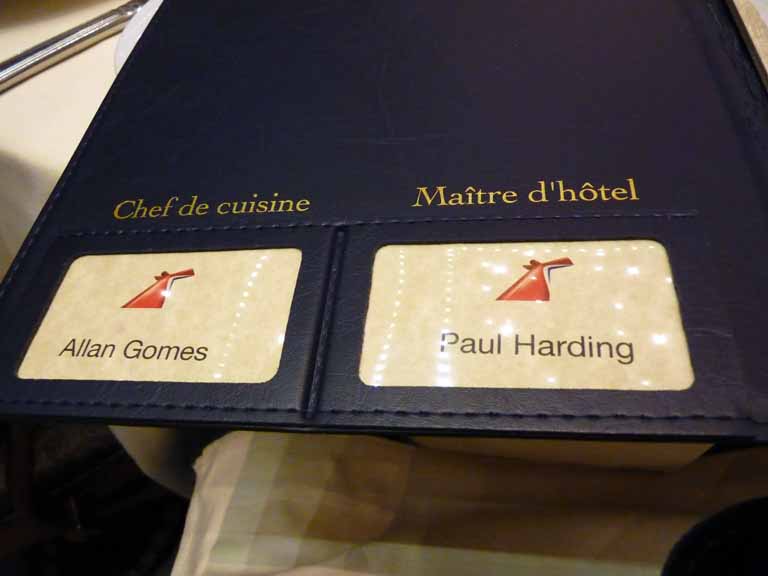 Chef de cuisine
Maître d'hôtel
Allan Gomes
Paul Harding